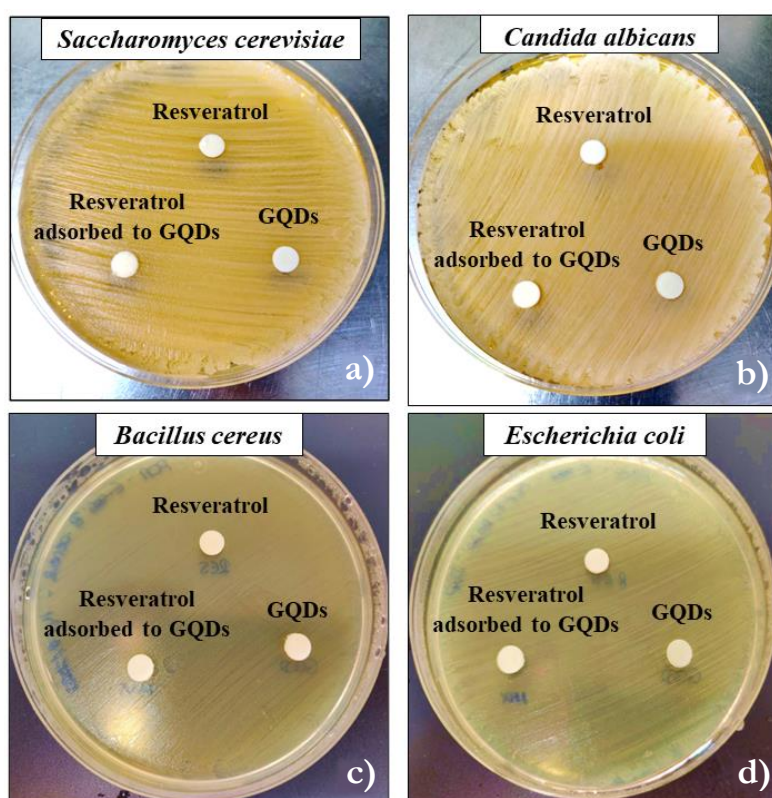 Saccharomyces cerevisiae
Resveratrol
Resveratrol
adsorbed to GQDs
GQDs
a)
Candida albicans
Resveratrol
Resveratrol
adsorbed to GQDs
GQDs
b)
Bacillus cereus
Resveratrol
RES
Resveratrol
adsorbed to GQDs
GQDs
c)
Escherichia coli
Resveratrol
Resveratrol
adsorbed to GQDs
GQDs
d)